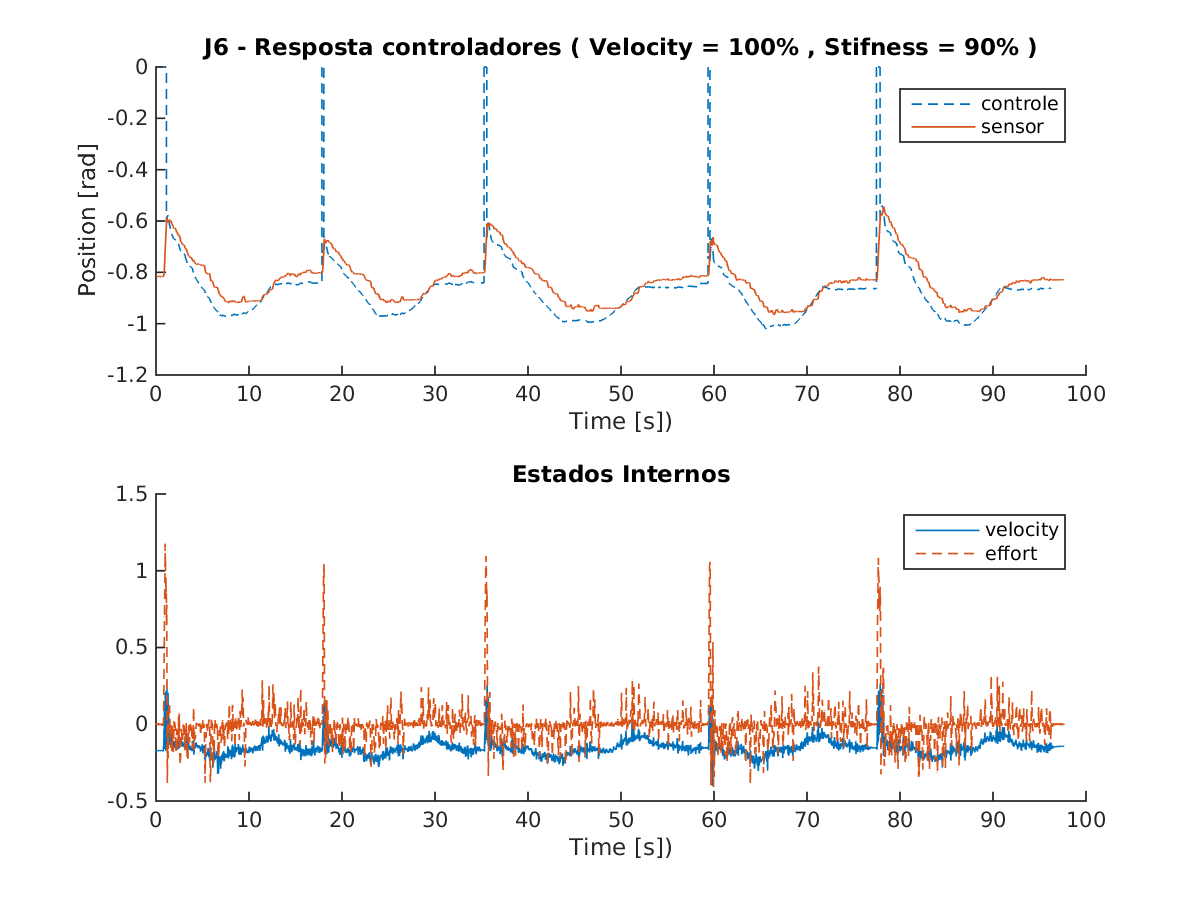 J6 - Resposta controladores ( Velocity = 100% , Stifness = 90% )
0
-0.2
-0.4
-0.6
-0.8
-1
-1.2
Position [rad]
controle
sensor
0 10 20 30 40 50 60 70 80 90 100
Time [s])
Estados Internos
1.5
1
0.5
0
-0.5
velocity
effort
0 10 20 30 40 50 60 70 80 90 100
Time [s])